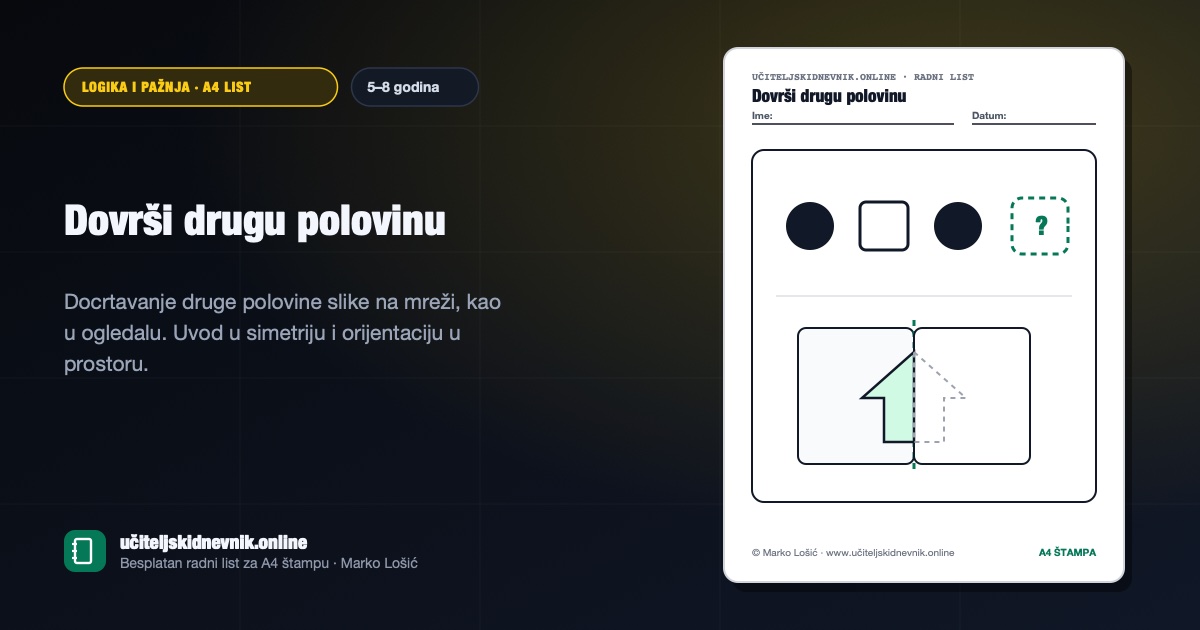 LOGIKA I PAŽNJA · A4 LIST
5–8 godina
Dovrši drugu polovinu
Docrtavanje druge polovine slike na mreži, kao
u ogledalu. Uvod u simetriju i orijentaciju u
prostoru.
učiteljskidnevnik.online
Besplatan radni list za A4 štampu · Marko Lošić
UČITELJSKIDNEVNIK.ONLINE · RADNI LIST
Dovrši drugu polovinu
Ime:
Datum:
?
© Marko Lošić · www.učiteljskidnevnik.online
A4 ŠTAMPA